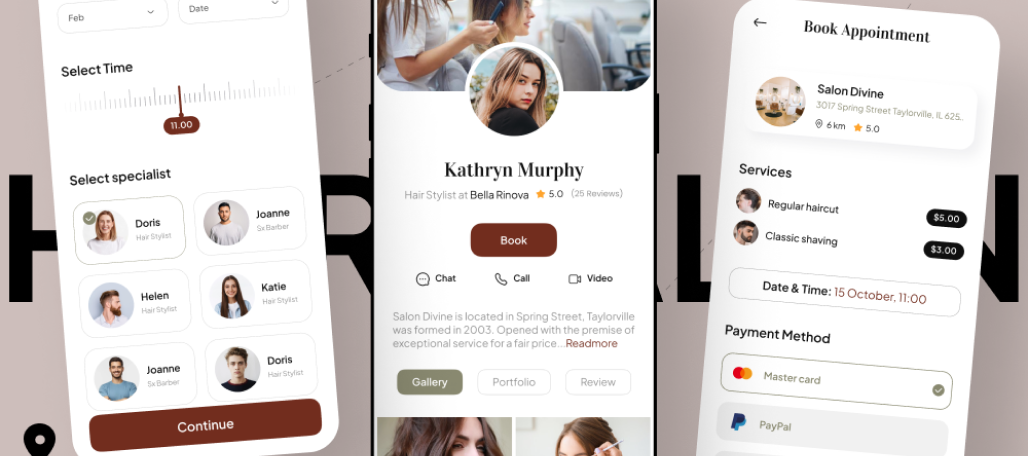 Feb
Date
Select Time
11.00
Select specialist
Doris
Hair Stylist
Joanne
Sx Barber
Helen
Hair Stylist
Katie
Hair Stylist
Joanne
Sx Barber
Doris
Hair Stylist
Continue
Kathryn Murphy
Hair Stylist at Bella Rinova 5.0 (25 Reviews)
Book
Chat Call Video
Salon Divine is located in Spring Street, Taylorville
was formed in 2003. Opened with the premise of
exceptional service for a fair price...Readmore
Gallery Portfolio Review
Book Appointment
Salon Divine
3017 Spring Street Taylorville, IL 625..
6 km 5.0
Services
Regular haircut $5.00
Classic shaving $3.00
Date & Time: 15 October, 11:00
Payment Method
Master card
PayPal